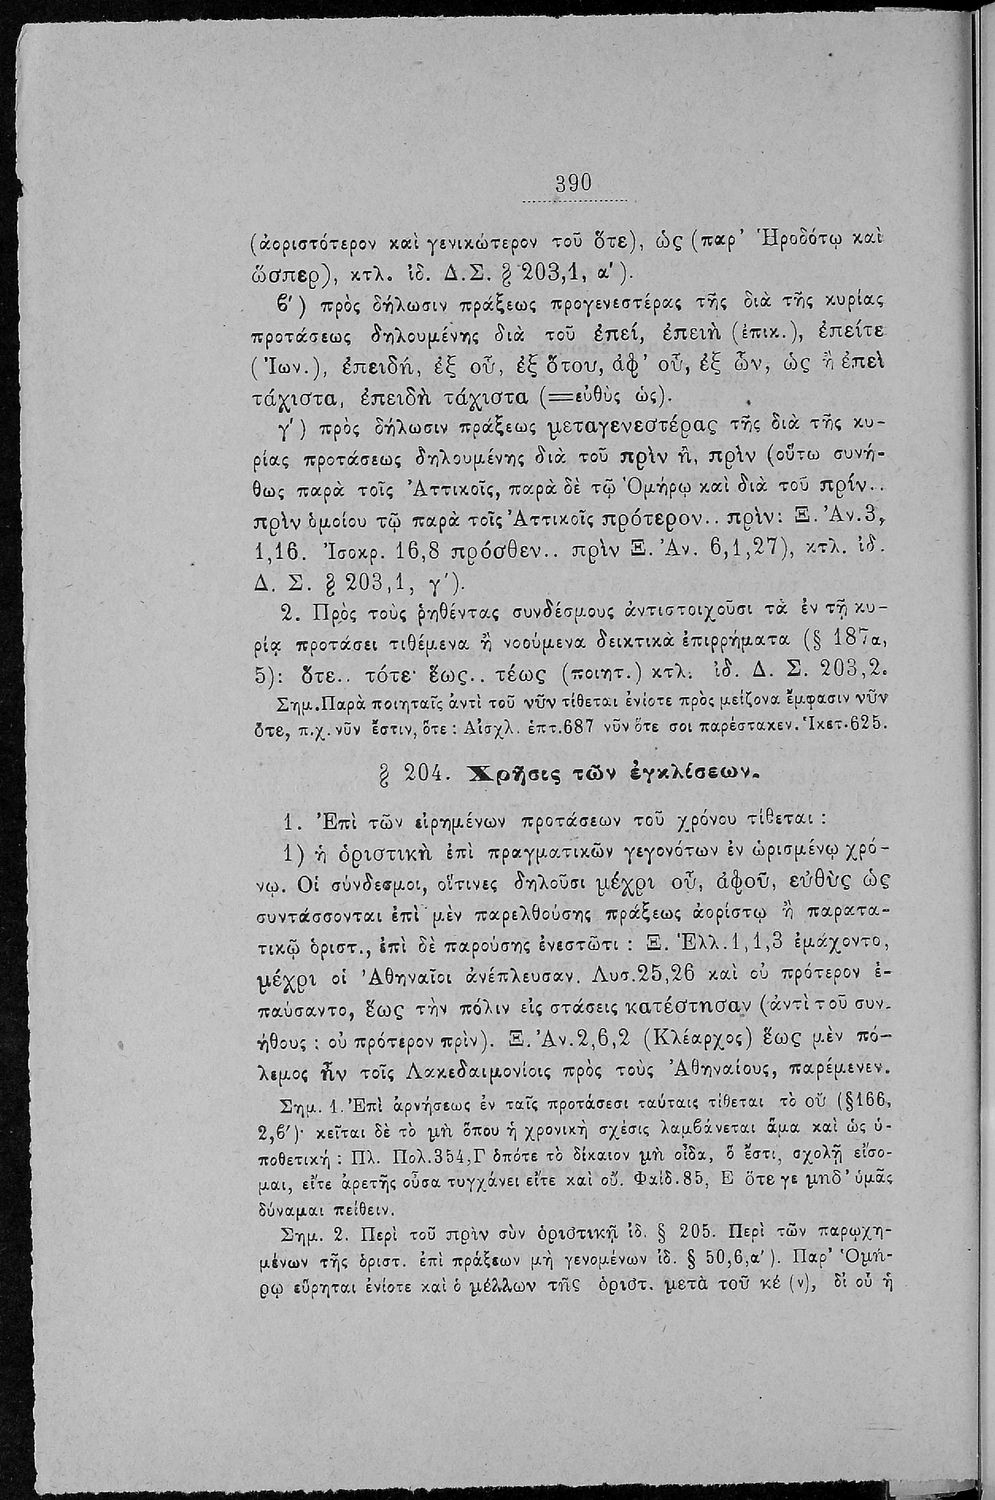 390
(ἀοριστότερον καὶ γενικώτερον τοῦ ὅτε), ὡς (παρ’ Ἡροδότῳ καὶ
ὥσπερ), κτλ. ἰδ. Δ.Σ. § 203,1, α').
β') πρὸς δήλωσιν πράξεως προγενεστέρας τῆς διὰ τῆς κυρίας
προτάσεως δηλουμένης διὰ τοῦ ἐπεί, ἐπειὴ (ἐπικ.), ἐπείτε
(Ἰων.), ἐπειδή, ἐξ οὗ, ἐξ ὅτου, ἀφ’ οὗ, ἐξ ὧν, ὡς ἢ ἐπεὶ
τάχιστα, ἐπειδὴ τάχιστα (=εὐθὺς ὡς).
γ') πρὸς δήλωσιν πράξεως μεταγενεστέρας τῆς διὰ τῆς κυ-
ρίας προτάσεως δηλουμένης διὰ τοῦ πρὶν ἤ, πρὶν (οὕτω συνή-
θως παρὰ τοῖς Ἀττικοῖς, παρὰ δὲ τῷ Ὁμήρῳ καὶ διὰ τοῦ πρίν..
πρὶν ὁμοίου τῷ παρὰ τοῖς Ἀττικοῖς πρότερον.. πρὶν: Ξ. Ἀν.3,
1,16. Ἰσοκρ. 16,8 πρόσθεν.. πρὶν Ξ. Ἀν. 6,1,27), κτλ. ἰδ.
Δ. Σ. § 203,1, γ').
2. Πρὸς τοὺς ῥηθέντας συνδέσμους ἀντιστοιχοῦσι τὰ ἐν τῇ κυ-
ρίᾳ προτάσει τιθέμενα ἢ νοούμενα δεικτικὰ ἐπιρρήματα (§ 187α,
5): ὅτε.. τότε· ἕως.. τέως (ποιητ.) κτλ. ἰδ. Δ. Σ. 203,2.
Σημ. Παρὰ ποιηταῖς ἀντὶ τοῦ νῦν τίθεται ἐνίοτε πρὸς μείζονα ἔμφασιν νῦν
ὅτε, π.χ. νῦν ἔστιν, ὅτε : Αἰσχλ. ἑπτ.687 νῦν ὅτε σοι παρέστακεν. Ἱκετ.625.
§ 204. Χρῆσις τῶν ἐγκλίσεων.
1. Ἐπὶ τῶν εἰρημένων προτάσεων τοῦ χρόνου τίθεται :
1) ἡ ὁριστικὴ ἐπὶ πραγματικῶν γεγονότων ἐν ὡρισμένῳ χρό-
νῳ. Οἱ σύνδεσμοι, οἵτινες δηλοῦσι μέχρι οὗ, ἀφοῦ, εὐθὺς ὡς
συντάσσονται ἐπὶ μὲν παρελθούσης πράξεως ἀορίστῳ ἢ παρατα-
τικῷ ὁριστ., ἐπὶ δὲ παρούσης ἐνεστῶτι : Ξ. Ἑλλ.1,1,3 ἐμάχοντο,
μέχρι οἱ Ἀθηναῖοι ἀνέπλευσαν. Λυσ.25,26 καὶ οὐ πρότερον ἐ-
παύσαντο, ἕως τὴν πόλιν εἰς στάσεις κατέστησαν (ἀντὶ τοῦ συν-
ήθους : οὐ πρότερον πρὶν). Ξ. Ἀν.2,6,2 (Κλέαρχος) ἕως μὲν πό-
λεμος ἦν τοῖς Λακεδαιμονίοις πρὸς τοὺς Ἀθηναίους, παρέμενεν.
Σημ. 1. Ἐπὶ ἀρνήσεως ἐν ταῖς προτάσεσι ταύταις τίθεται τὸ οὔ (§166,
2,β')· κεῖται δὲ τὸ μὴ ὅπου ἡ χρονικὴ σχέσις λαμβάνεται ἅμα καὶ ὡς ὑ-
ποθετική : Πλ. Πολ.354,Γ ὁπότε τὸ δίκαιον μὴ οἶδα, ὅ ἔστι, σχολῇ εἴσο-
μαι, εἴτε ἀρετῆς οὖσα τυγχάνει εἴτε καὶ οὔ. Φαίδ.85, Ε ὅτε γε μηδ’ ὑμᾶς
δύναμαι πείθειν.
Σημ. 2. Περὶ τοῦ πρὶν σὺν ὁριστικῇ ἰδ. § 205. Περὶ τῶν παρῳχη-
μένων τῆς ὁριστ. ἐπὶ πράξεων μὴ γενομένων ἰδ. § 50,6,α'). Παρ’ Ὁμή-
ρῳ εὕρηται ἐνίοτε καὶ ὁ μέλλων τῆς ὁριστ. μετὰ τοῦ κέ (ν), δι οὗ ἡ